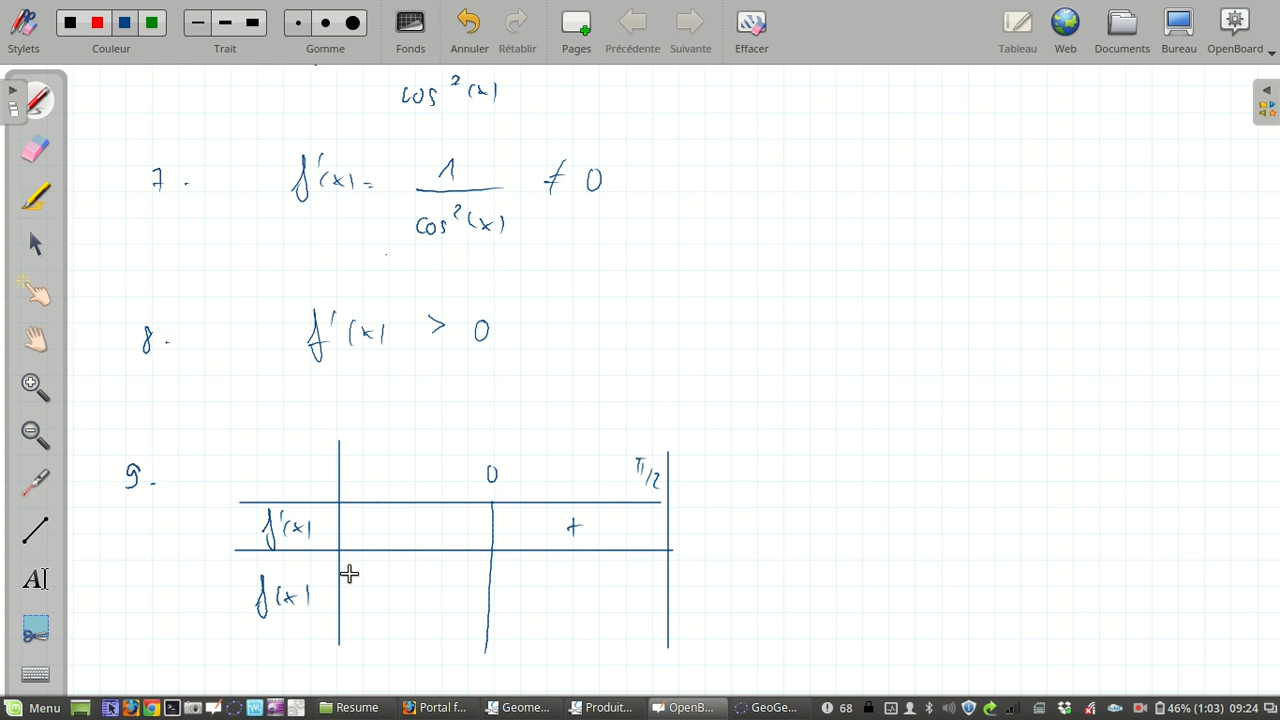 Stylets Couleur Trait Gomme Fonds Annuler Rétablir Pages Précédente Suivante Effacer Tableau Web Documents Bureau OpenBoard
cos²(x)
7. f'(x) = 1 / cos²(x) ≠ 0
8. f'(x) > 0
9.
0 π/2
f'(x) +
f(x)
Menu Resume Portal f... Geome... Produit... OpenB... GeoGe... 68 46% (1:03) 09:24